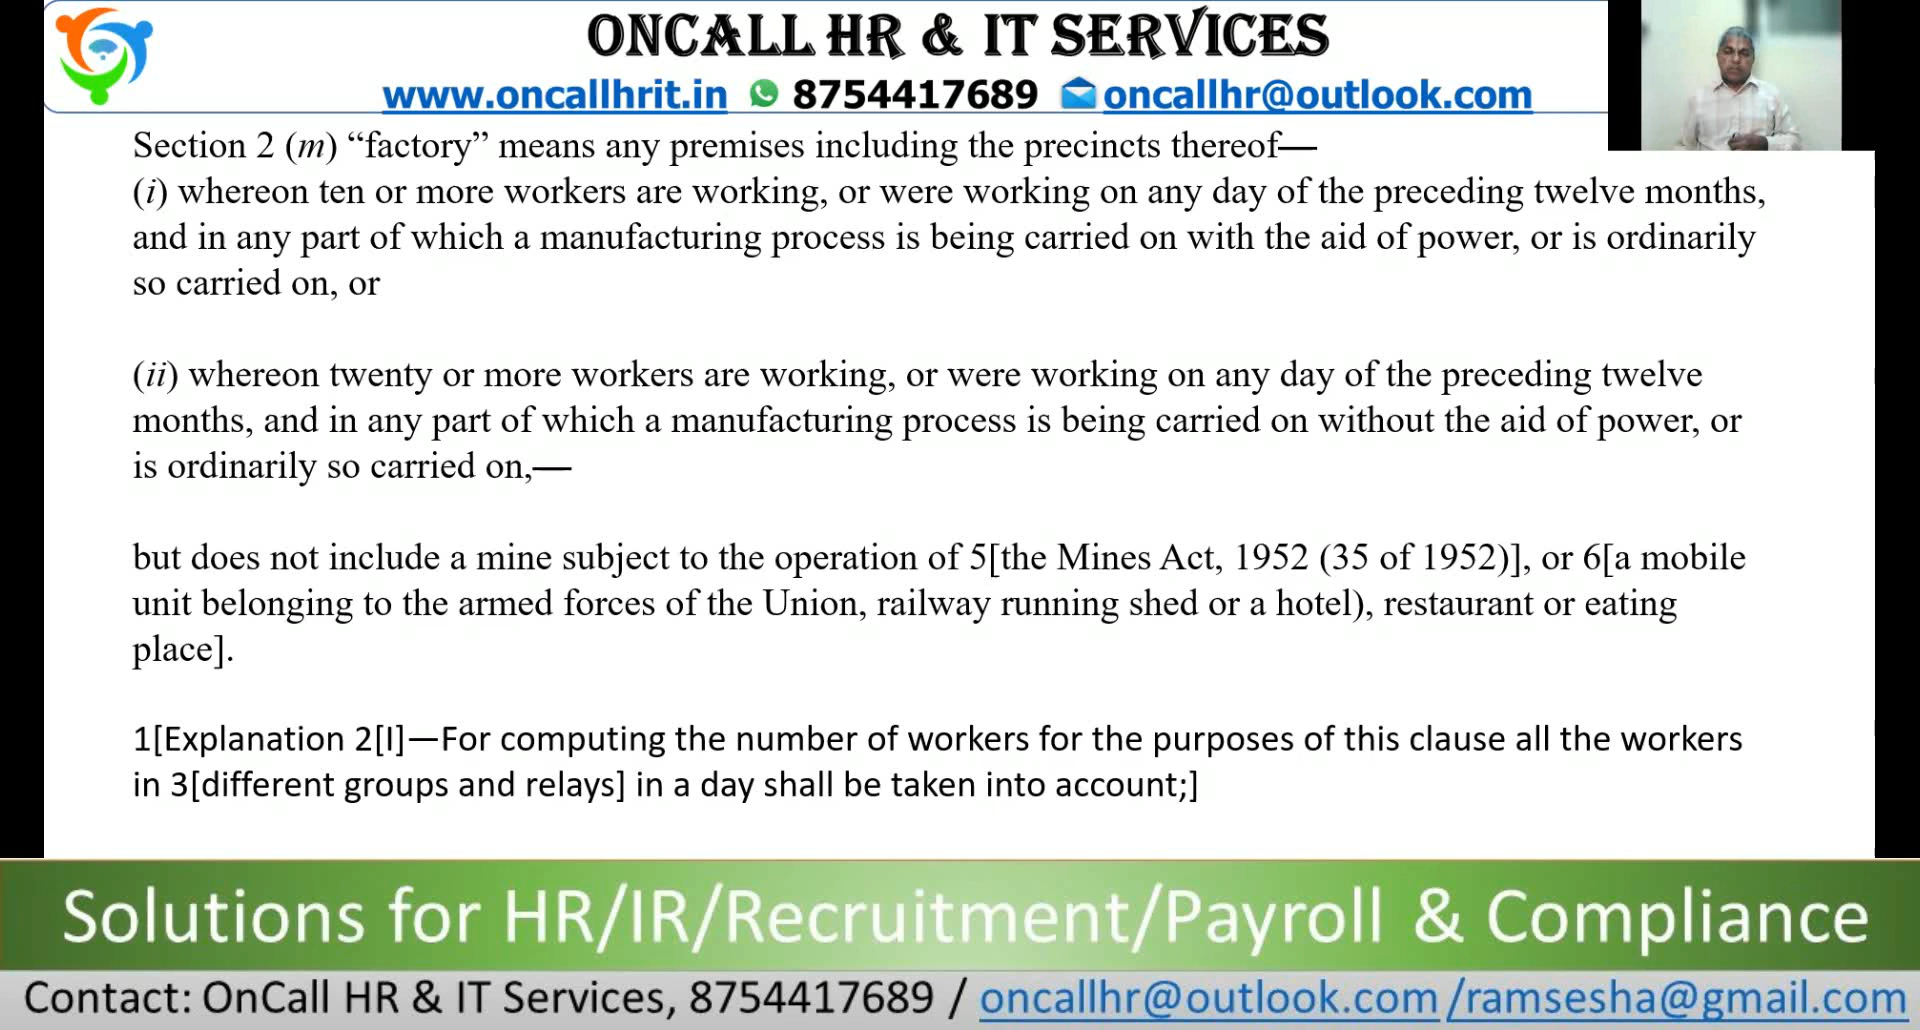 ONCALL HR & IT SERVICES
www.oncallhrit.in 8754417689 oncallhr@outlook.com
Section 2 (m) “factory” means any premises including the precincts thereof—
(i) whereon ten or more workers are working, or were working on any day of the preceding twelve months,
and in any part of which a manufacturing process is being carried on with the aid of power, or is ordinarily
so carried on, or
(ii) whereon twenty or more workers are working, or were working on any day of the preceding twelve
months, and in any part of which a manufacturing process is being carried on without the aid of power, or
is ordinarily so carried on,—
but does not include a mine subject to the operation of 5[the Mines Act, 1952 (35 of 1952)], or 6[a mobile
unit belonging to the armed forces of the Union, railway running shed or a hotel), restaurant or eating
place].
1[Explanation 2[I]—For computing the number of workers for the purposes of this clause all the workers
in 3[different groups and relays] in a day shall be taken into account;]
Solutions for HR/IR/Recruitment/Payroll & Compliance
Contact: OnCall HR & IT Services, 8754417689 / oncallhr@outlook.com /ramsesha@gmail.com